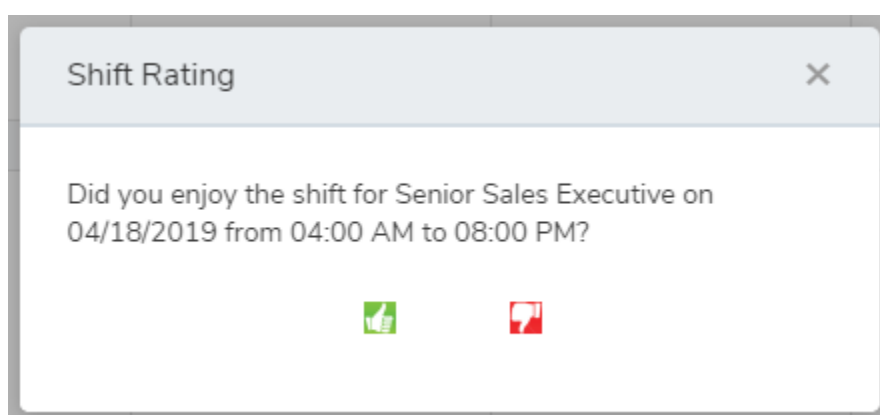 Shift Rating
Did you enjoy the shift for Senior Sales Executive on
04/18/2019 from 04:00 AM to 08:00 PM?